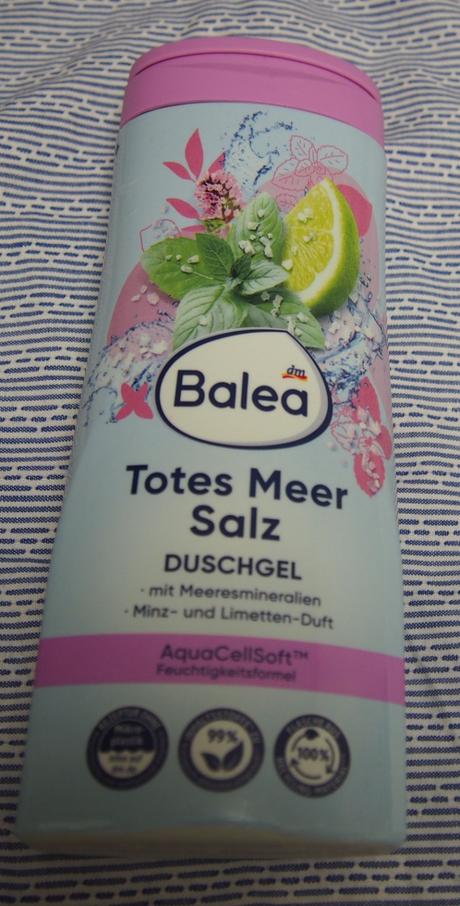 dm
Balea
Totes Meer
Salz
DUSCHGEL
· mit Meeresmineralien
· Minz- und Limetten-Duft
AquaCellSoft™
Feuchtigkeitsformel
99%
100%